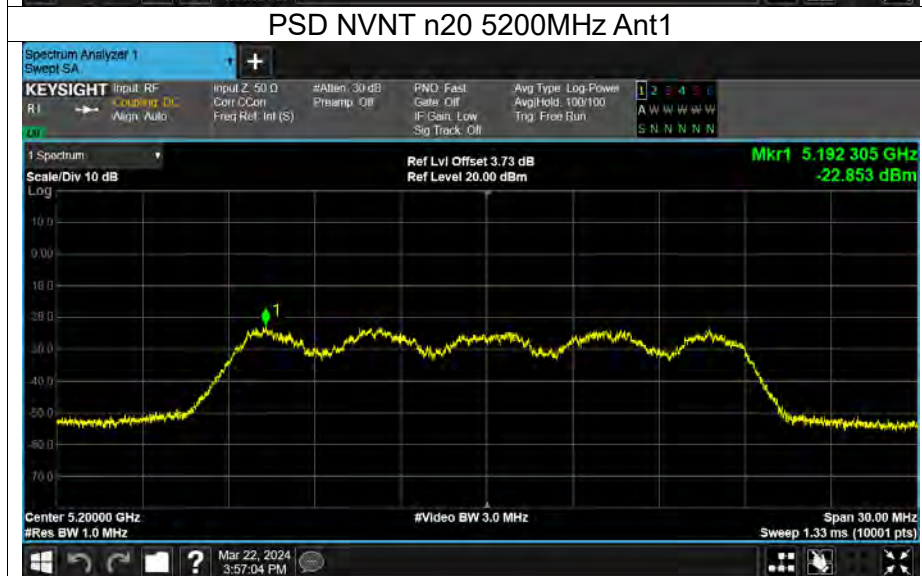 PSD NVNT n20 5200MHz Ant1
Spectrum Analyzer 1
Swept SA
+
KEYSIGHT Input: RF
Coupling: DC
Align: Auto
Input Z: 50 Ω
Corr CCorr
Freq Ref: Int (S)
#Atten: 30 dB
Preamp: Off
PNO: Fast
Gate: Off
IF Gain: Low
Sig Track: Off
Avg Type: Log-Power
Avg|Hold: 100/100
Trig: Free Run
1 2 3 4 5 6
A W W W W W
S N N N N N
1 Spectrum
Scale/Div 10 dB
Log
Ref Lvl Offset 3.73 dB
Ref Level 20.00 dBm
Mkr1 5.192 305 GHz
-22.853 dBm
10.0
0.00
1
-40.0
-50.0
-60.0
-70.0
Center 5.20000 GHz
#Res BW 1.0 MHz
#Video BW 3.0 MHz
Span 30.00 MHz
Sweep 1.33 ms (10001 pts)
?
Mar 22, 2024
3:57:04 PM